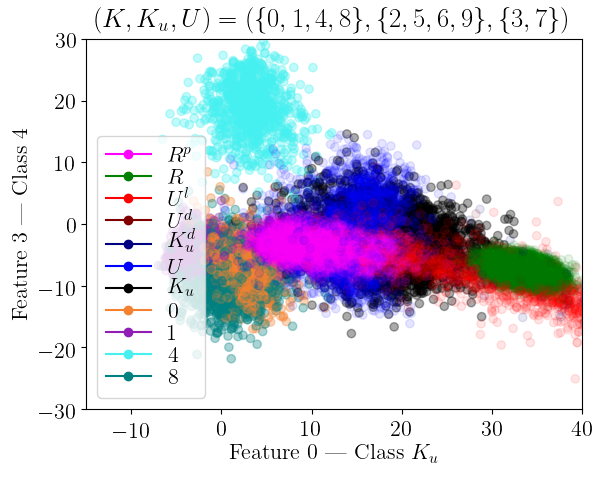 (K, K_u, U) = ({0, 1, 4, 8}, {2, 5, 6, 9}, {3, 7})
30
20
10
0
−10
−20
−30
Feature 3 — Class 4
R^p
R
U^l
U^d
K_u^d
U
K_u
0
1
4
8
−10
0
10
20
30
40
Feature 0 — Class K_u